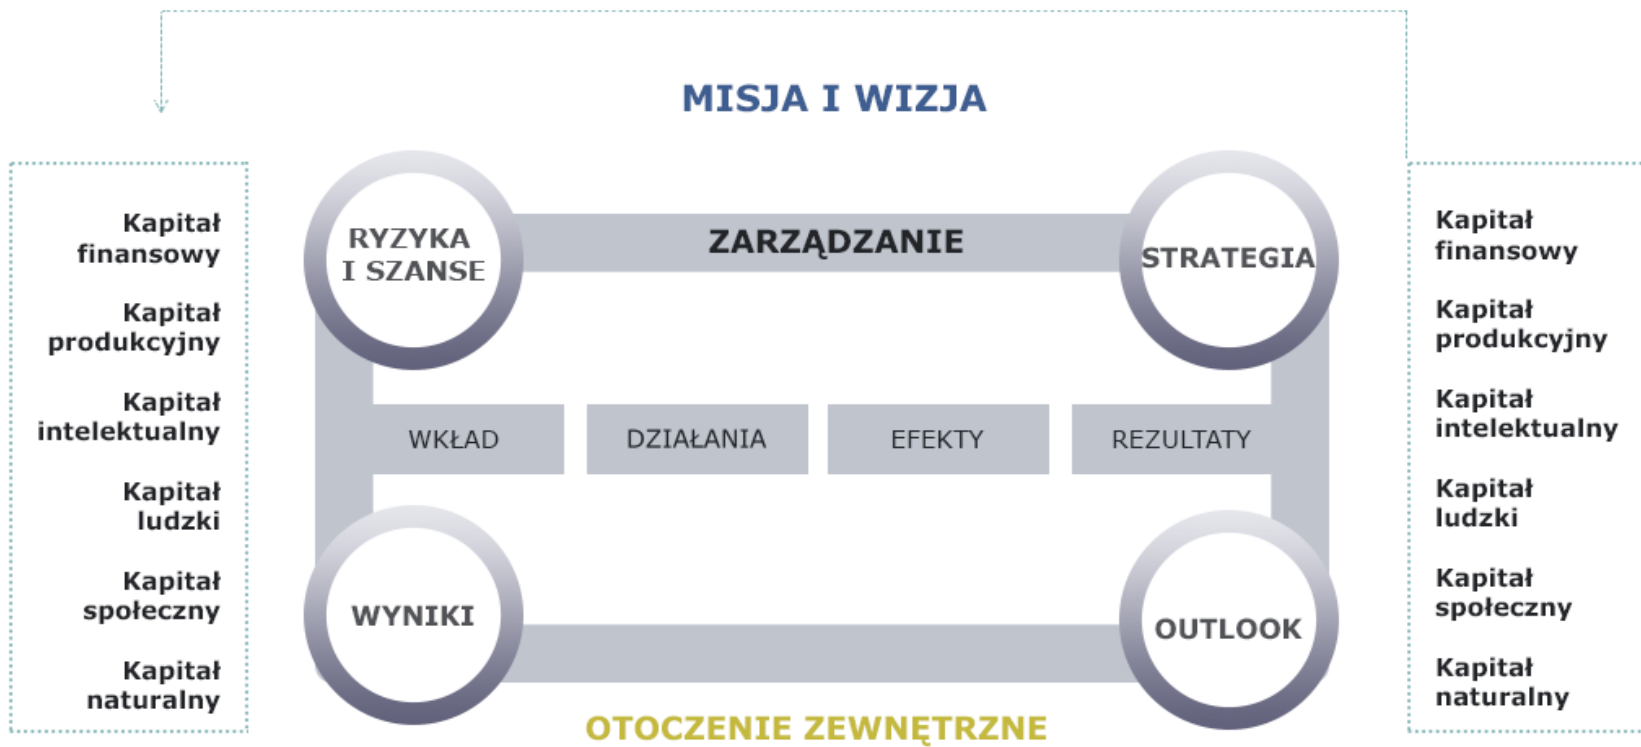 MISJA I WIZJA
Kapitał
finansowy
Kapitał
produkcyjny
Kapitał
intelektualny
Kapitał
ludzki
Kapitał
społeczny
Kapitał
naturalny
RYZYKA
I SZANSE
ZARZĄDZANIE
STRATEGIA
WKŁAD
DZIAŁANIA
EFEKTY
REZULTATY
WYNIKI
OUTLOOK
OTOCZENIE ZEWNĘTRZNE
Kapitał
finansowy
Kapitał
produkcyjny
Kapitał
intelektualny
Kapitał
ludzki
Kapitał
społeczny
Kapitał
naturalny